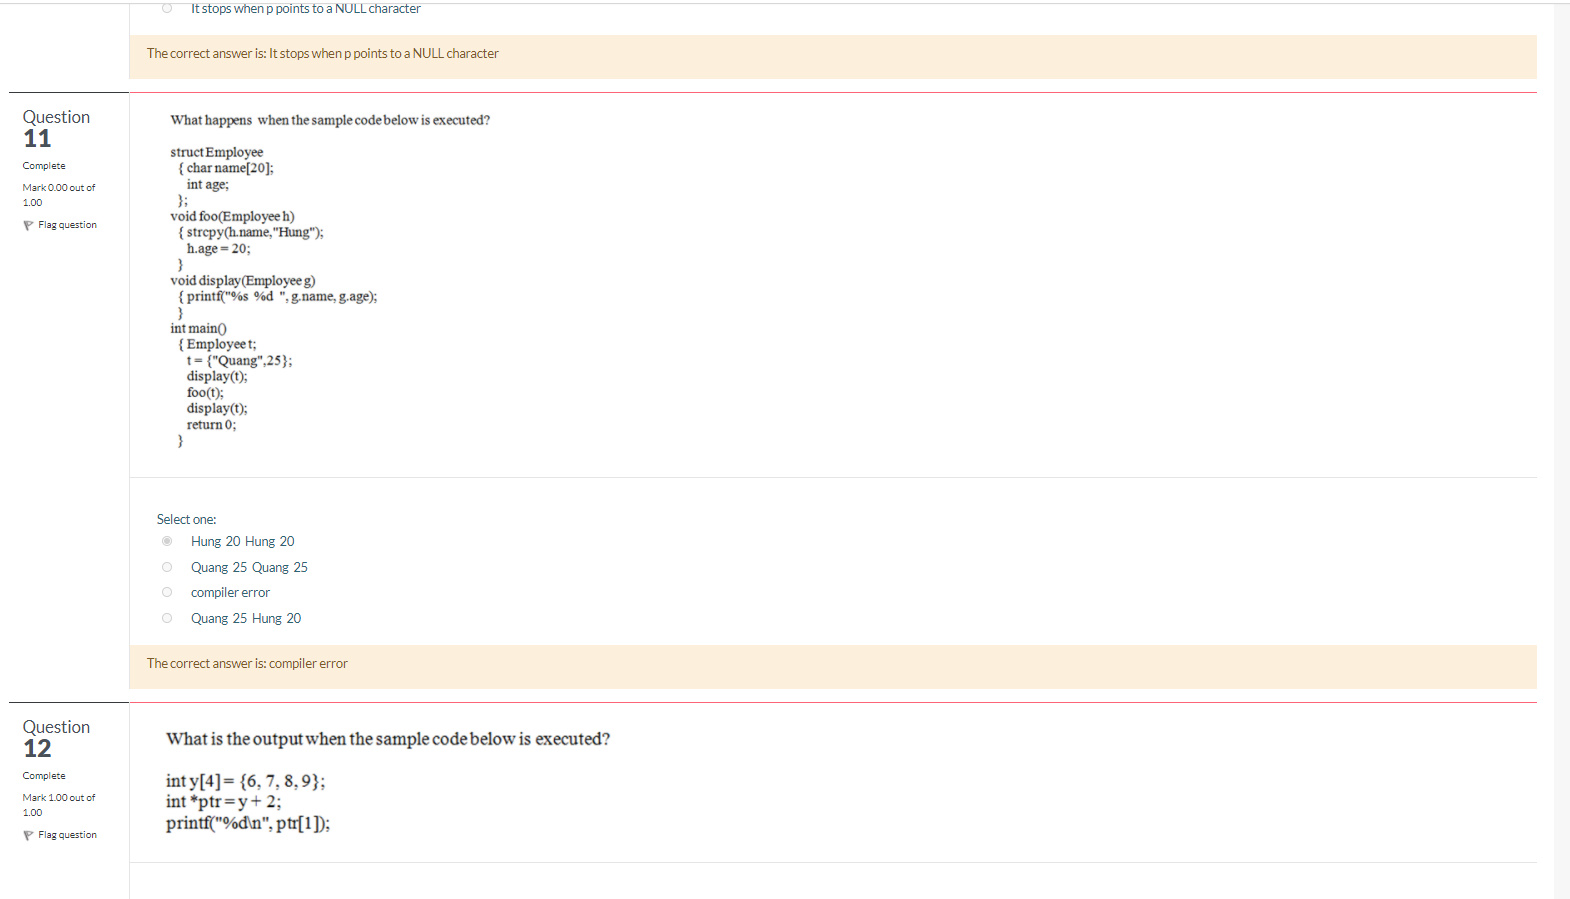 It stops when p points to a NULL character
The correct answer is: It stops when p points to a NULL character
Question
11
Complete
Mark 0.00 out of
1.00
Flag question
What happens when the sample code below is executed?
struct Employee
{ char name[20];
int age;
};
void foo(Employee h)
{ strcpy(h.name,"Hung");
h.age = 20;
}
void display(Employee g)
{ printf("%s %d ", g.name, g.age);
}
int main()
{ Employee t;
t = {"Quang",25};
display(t);
foo(t);
display(t);
return 0;
}
Select one:
Hung 20 Hung 20
Quang 25 Quang 25
compiler error
Quang 25 Hung 20
The correct answer is: compiler error
Question
12
Complete
Mark 1.00 out of
1.00
Flag question
What is the output when the sample code below is executed?
int y[4] = {6, 7, 8, 9};
int *ptr = y + 2;
printf("%d\n", ptr[1]);